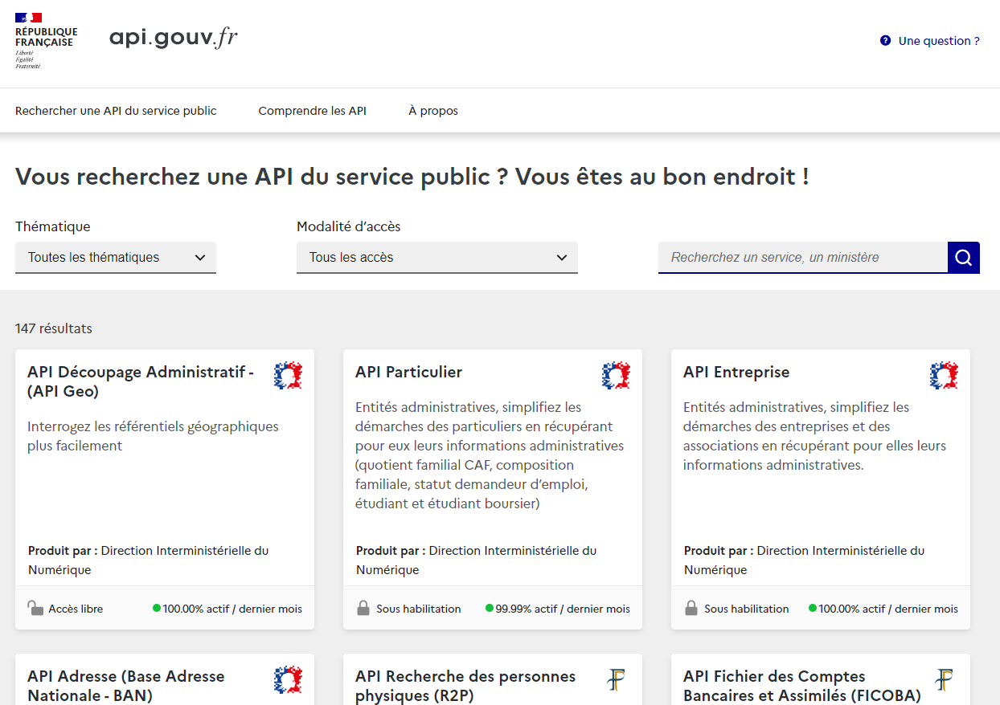 RÉPUBLIQUE
FRANÇAISE
Liberté
Égalité
Fraternité
api.gouv.fr
Une question ?
Rechercher une API du service public
Comprendre les API
À propos
Vous recherchez une API du service public ? Vous êtes au bon endroit !
Thématique
Modalité d’accès
Toutes les thématiques
Tous les accès
Recherchez un service, un ministère
147 résultats
API Découpage Administratif -
(API Geo)
Interrogez les référentiels géographiques
plus facilement
Produit par : Direction Interministérielle du
Numérique
Accès libre
100.00% actif / dernier mois
API Particulier
Entités administratives, simplifiez les
démarches des particuliers en récupérant
pour eux leurs informations administratives
(quotient familial CAF, composition
familiale, statut demandeur d’emploi,
étudiant et étudiant boursier)
Produit par : Direction Interministérielle du
Numérique
Sous habilitation
99.99% actif / dernier mois
API Entreprise
Entités administratives, simplifiez les
démarches des entreprises et des
associations en récupérant pour elles leurs
informations administratives.
Produit par : Direction Interministérielle du
Numérique
Sous habilitation
100.00% actif / dernier mois
API Adresse (Base Adresse
Nationale - BAN)
API Recherche des personnes
physiques (R2P)
API Fichier des Comptes
Bancaires et Assimilés (FICOBA)